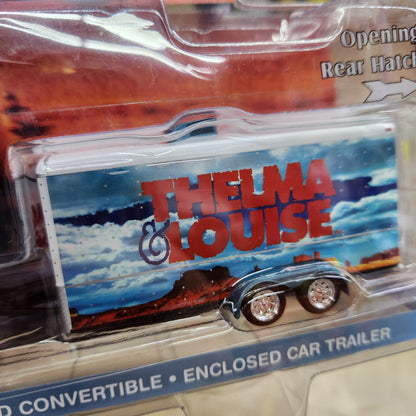 Opening
Rear Hatch
THELMA
& LOUISE
D CONVERTIBLE • ENCLOSED CAR TRAILER